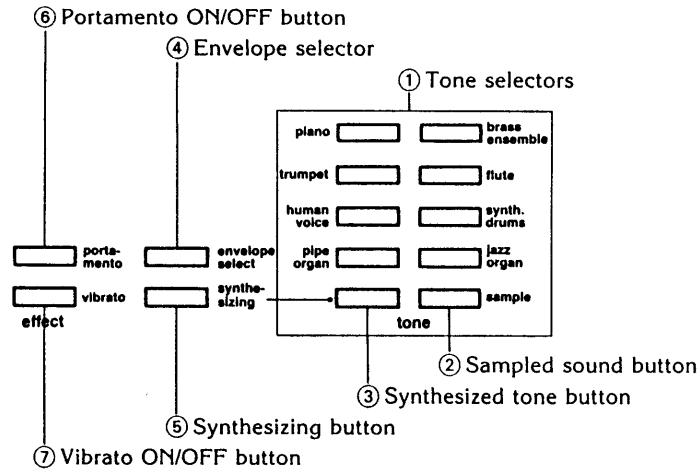 ⑥ Portamento ON/OFF button
④ Envelope selector
① Tone selectors
piano
brass
ensemble
trumpet
flute
human
voice
synth.
drums
porta-
mento
envelope
select
pipe
organ
jazz
organ
vibrato
synthe-
sizing
sample
effect
tone
② Sampled sound button
③ Synthesized tone button
⑤ Synthesizing button
⑦ Vibrato ON/OFF button